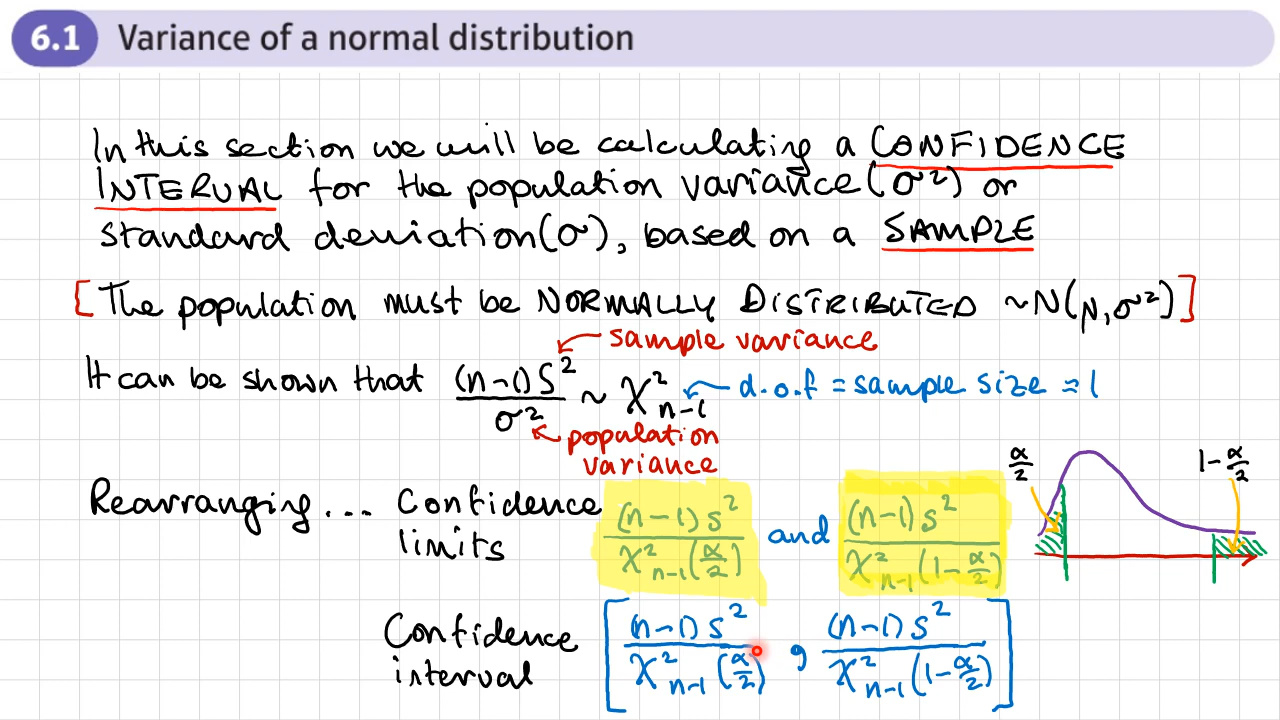 6.1 Variance of a normal distribution
In this section we will be calculating a CONFIDENCE
INTERVAL for the population variance (σ²) or
standard deviation (σ), based on a SAMPLE
[The population must be NORMALLY DISTRIBUTED ~N(μ, σ²)]
sample variance
It can be shown that (n-1)S²/σ² ~ χ²ₙ₋₁ d.o.f = sample size - 1
population
variance
α/2 1-α/2
Rearranging... Confidence limits (n-1)s²/χ²ₙ₋₁(α/2) and (n-1)s²/χ²ₙ₋₁(1-α/2)
Confidence interval [(n-1)s²/χ²ₙ₋₁(α/2), (n-1)s²/χ²ₙ₋₁(1-α/2)]